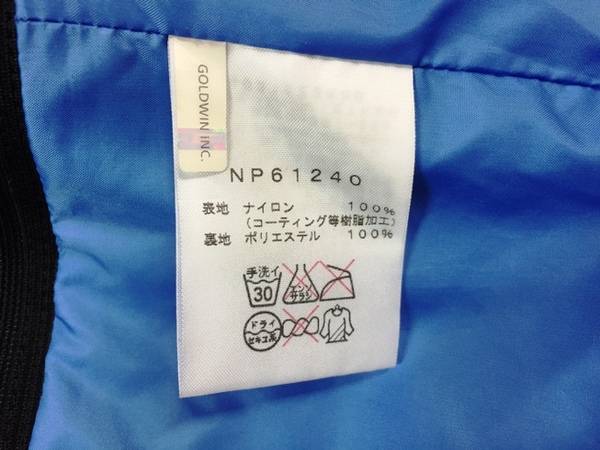 GOLDWIN INC.
NP61240
表地 ナイロン 100%
(コーティング等樹脂加工)
裏地 ポリエステル 100%
手洗イ
30
エンソ
サラシ
ドライ
セキユ系